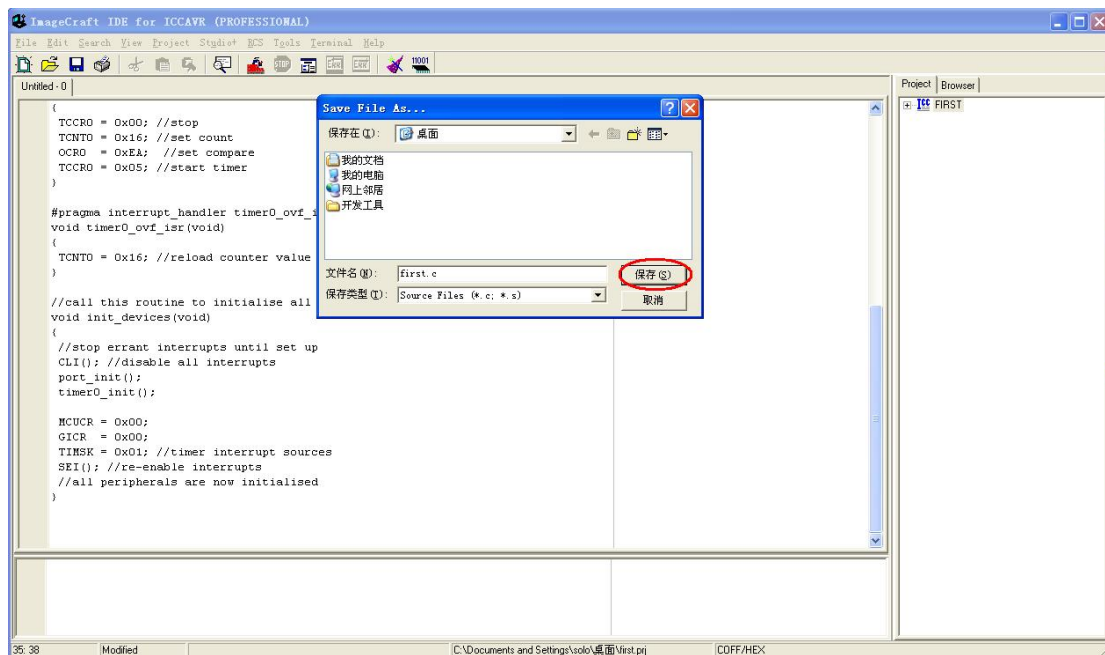 ImageCraft IDE for ICCAVR (PROFESSIONAL)
File Edit Search View Project Studio+ RCS Tools Terminal Help
Untitled - 0
{
TCCR0 = 0x00; //stop
TCNT0 = 0x16; //set count
OCR0 = 0xEA; //set compare
TCCR0 = 0x05; //start timer
}
#pragma interrupt_handler timer0_ovf_i
void timer0_ovf_isr(void)
{
TCNT0 = 0x16; //reload counter value
}
//call this routine to initialise all
void init_devices(void)
{
//stop errant interrupts until set up
CLI(); //disable all interrupts
port_init();
timer0_init();
MCUCR = 0x00;
GICR = 0x00;
TIMSK = 0x01; //timer interrupt sources
SEI(); //re-enable interrupts
//all peripherals are now initialised
}
Save File As...
保存在(I): 桌面
我的文档
我的电脑
网上邻居
开发工具
文件名(N): first.c 保存(S)
保存类型(T): Source Files (*.c; *.s) 取消
Project Browser
FIRST
35: 38 Modified C:\Documents and Settings\solo\桌面\first.prj COFF/HEX